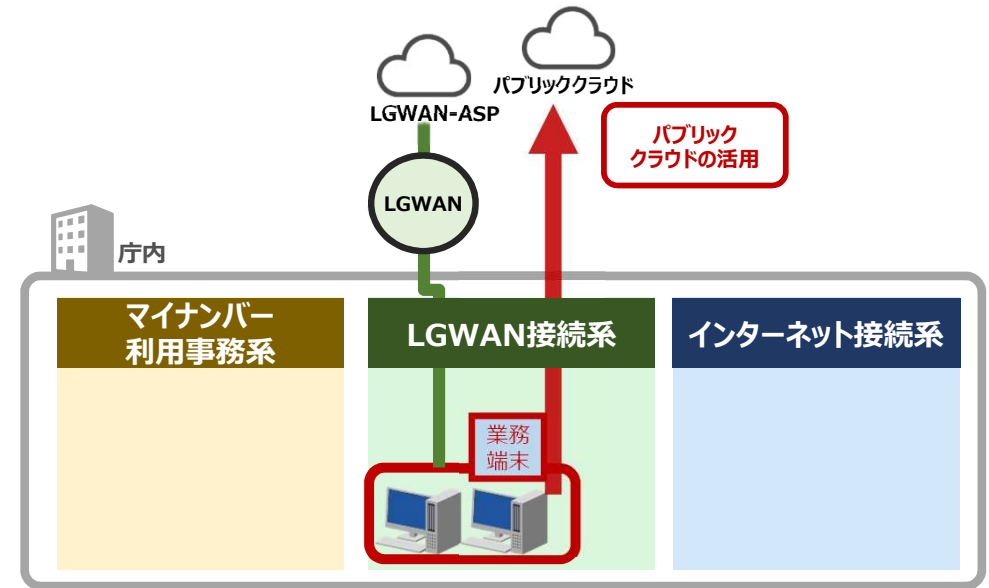 パブリッククラウド
LGWAN-ASP
パブリック
クラウドの活用
LGWAN
庁内
マイナンバー
利用事務系
LGWAN接続系
インターネット接続系
業務
端末